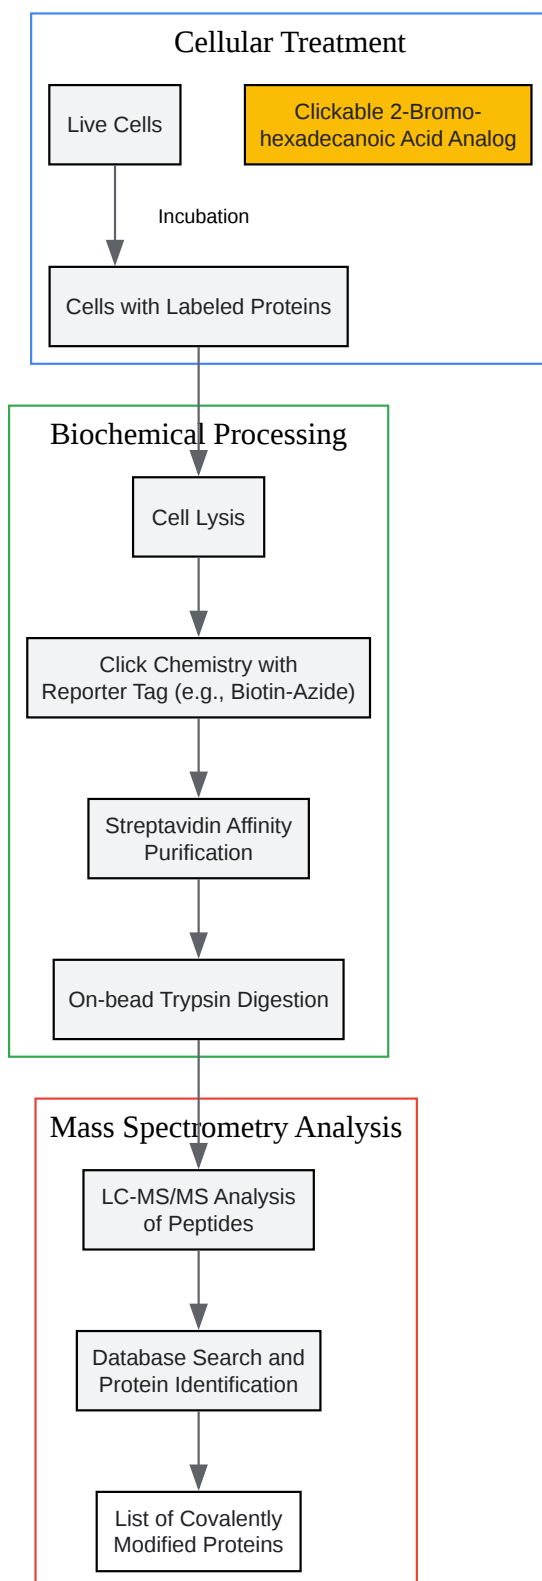 Cellular Treatment
Live Cells
Clickable 2-Bromo-
hexadecanoic Acid Analog
Incubation
Cells with Labeled Proteins
Biochemical Processing
Cell Lysis
Click Chemistry with
Reporter Tag (e.g., Biotin-Azide)
Streptavidin Affinity
Purification
On-bead Trypsin Digestion
Mass Spectrometry Analysis
LC-MS/MS Analysis
of Peptides
Database Search and
Protein Identification
List of Covalently
Modified Proteins